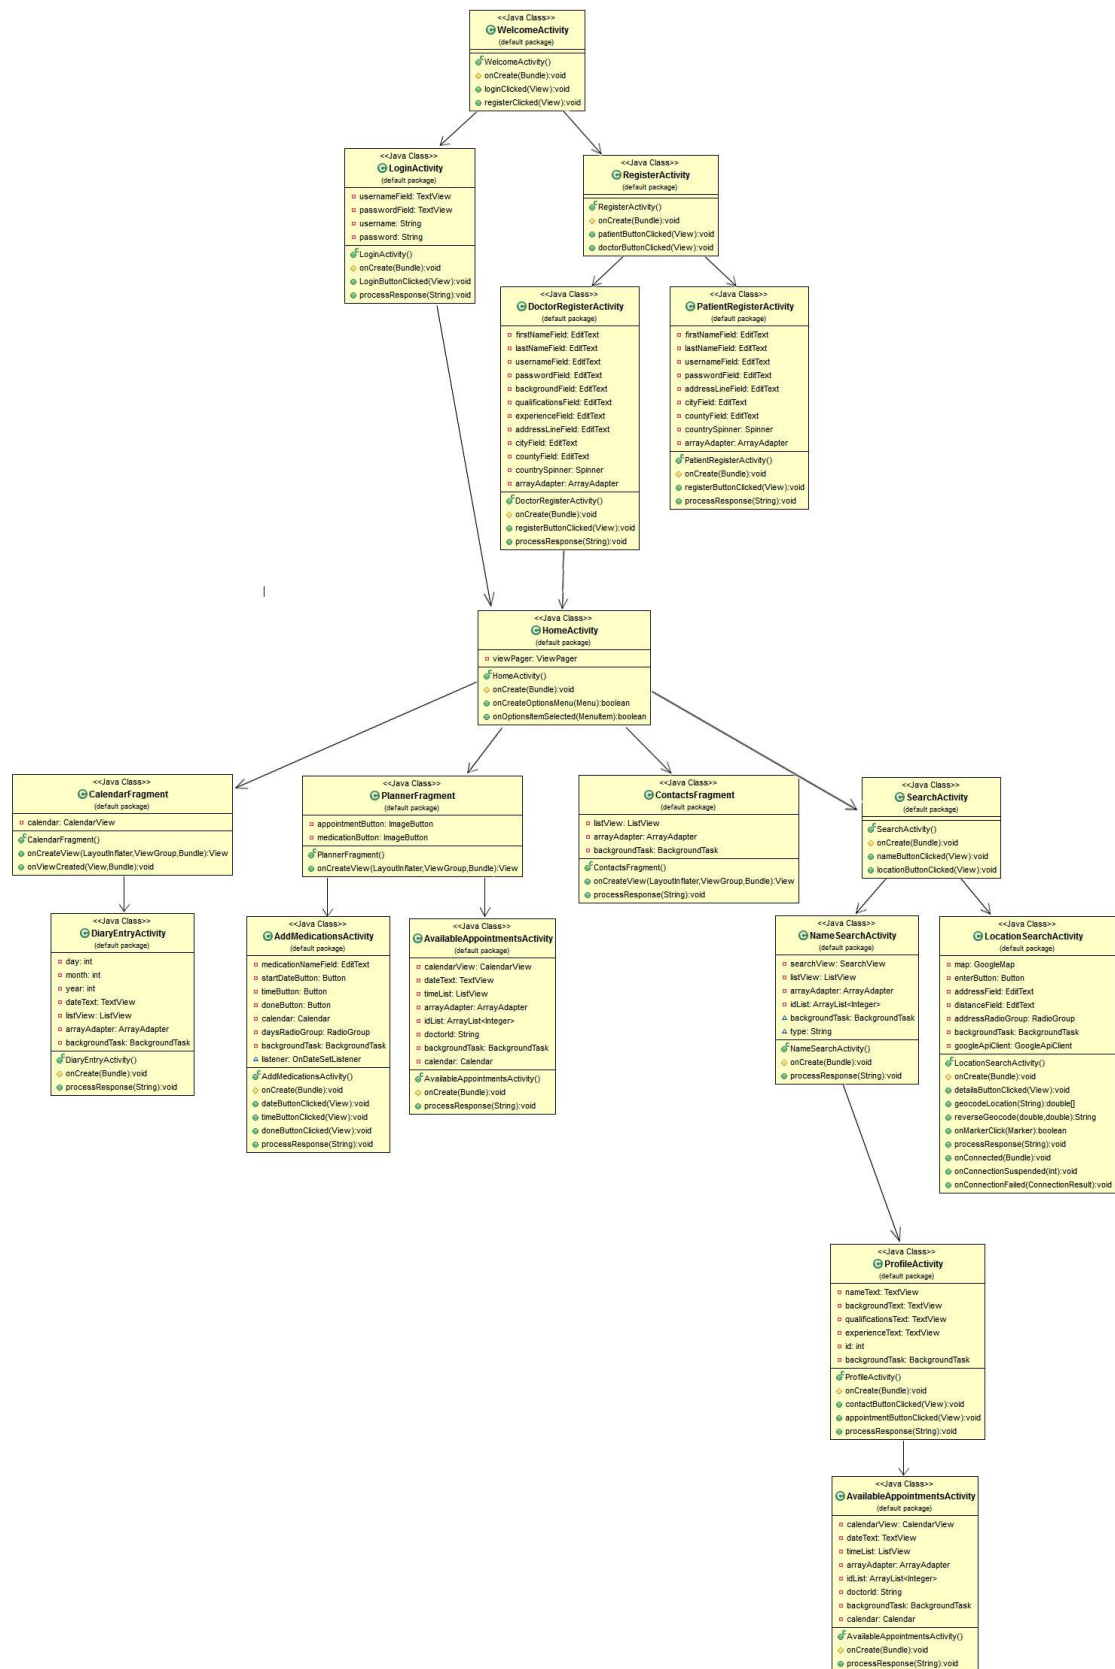 <<Java Class>>
WelcomeActivity
(default package)
WelcomeActivity()
onCreate(Bundle):void
loginClicked(View):void
registerClicked(View):void
<<Java Class>>
LoginActivity
(default package)
usernameField: TextView
passwordField: TextView
username: String
password: String
LoginActivity()
onCreate(Bundle):void
LoginButtonClicked(View):void
processResponse(String):void
<<Java Class>>
RegisterActivity
(default package)
RegisterActivity()
onCreate(Bundle):void
patientButtonClicked(View):void
doctorButtonClicked(View):void
<<Java Class>>
DoctorRegisterActivity
(default package)
firstNameField: EditText
lastNameField: EditText
usernameField: EditText
passwordField: EditText
backgroundField: EditText
qualificationsField: EditText
experienceField: EditText
addressLineField: EditText
cityField: EditText
countyField: EditText
countrySpinner: Spinner
arrayAdapter: ArrayAdapter
DoctorRegisterActivity()
onCreate(Bundle):void
registerButtonClicked(View):void
processResponse(String):void
<<Java Class>>
PatientRegisterActivity
(default package)
firstNameField: EditText
lastNameField: EditText
usernameField: EditText
passwordField: EditText
addressLineField: EditText
cityField: EditText
countyField: EditText
countrySpinner: Spinner
arrayAdapter: ArrayAdapter
PatientRegisterActivity()
onCreate(Bundle):void
registerButtonClicked(View):void
processResponse(String):void
<<Java Class>>
HomeActivity
(default package)
viewPager: ViewPager
HomeActivity()
onCreate(Bundle):void
onCreateOptionsMenu(Menu):boolean
onOptionsItemSelected(MenuItem):boolean
<<Java Class>>
CalendarFragment
(default package)
calendar: CalendarView
CalendarFragment()
onCreateView(LayoutInflater,ViewGroup,Bundle):View
onViewCreated(View,Bundle):void
<<Java Class>>
PlannerFragment
(default package)
appointmentButton: ImageButton
medicationButton: ImageButton
PlannerFragment()
onCreateView(LayoutInflater,ViewGroup,Bundle):View
<<Java Class>>
ContactsFragment
(default package)
listView: ListView
arrayAdapter: ArrayAdapter
backgroundTask: BackgroundTask
ContactsFragment()
onCreateView(LayoutInflater,ViewGroup,Bundle):View
processResponse(String):void
<<Java Class>>
SearchActivity
(default package)
SearchActivity()
onCreate(Bundle):void
nameButtonClicked(View):void
locationButtonClicked(View):void
<<Java Class>>
DiaryEntryActivity
(default package)
day: int
month: int
year: int
dateText: TextView
listView: ListView
arrayAdapter: ArrayAdapter
backgroundTask: BackgroundTask
DiaryEntryActivity()
onCreate(Bundle):void
processResponse(String):void
<<Java Class>>
AddMedicationsActivity
(default package)
medicationNameField: EditText
startDateButton: Button
timeButton: Button
doneButton: Button
calendar: Calendar
daysRadioGroup: RadioGroup
backgroundTask: BackgroundTask
listener: OnDateSetListener
AddMedicationsActivity()
onCreate(Bundle):void
dateButtonClicked(View):void
timeButtonClicked(View):void
doneButtonClicked(View):void
processResponse(String):void
<<Java Class>>
AvailableAppointmentsActivity
(default package)
calendarView: CalendarView
dateText: TextView
timeList: ListView
arrayAdapter: ArrayAdapter
idList: ArrayList<Integer>
doctorId: String
backgroundTask: BackgroundTask
calendar: Calendar
AvailableAppointmentsActivity()
onCreate(Bundle):void
processResponse(String):void
<<Java Class>>
NameSearchActivity
(default package)
searchView: SearchView
listView: ListView
arrayAdapter: ArrayAdapter
idList: ArrayList<Integer>
backgroundTask: BackgroundTask
type: String
NameSearchActivity()
onCreate(Bundle):void
processResponse(String):void
<<Java Class>>
LocationSearchActivity
(default package)
map: GoogleMap
enterButton: Button
addressField: EditText
distanceField: EditText
addressRadioGroup: RadioGroup
backgroundTask: BackgroundTask
googleApiClient: GoogleApiClient
LocationSearchActivity()
onCreate(Bundle):void
detailsButtonClicked(View):void
geocodeLocation(String):double[]
reverseGeocode(double,double):String
onMarkerClick(Marker):boolean
processResponse(String):void
onConnected(Bundle):void
onConnectionSuspended(int):void
onConnectionFailed(ConnectionResult):void
<<Java Class>>
ProfileActivity
(default package)
nameText: TextView
backgroundText: TextView
qualificationsText: TextView
experienceText: TextView
id: int
backgroundTask: BackgroundTask
ProfileActivity()
onCreate(Bundle):void
contactButtonClicked(View):void
appointmentButtonClicked(View):void
processResponse(String):void
<<Java Class>>
AvailableAppointmentsActivity
(default package)
calendarView: CalendarView
dateText: TextView
timeList: ListView
arrayAdapter: ArrayAdapter
idList: ArrayList<Integer>
doctorId: String
backgroundTask: BackgroundTask
calendar: Calendar
AvailableAppointmentsActivity()
onCreate(Bundle):void
processResponse(String):void